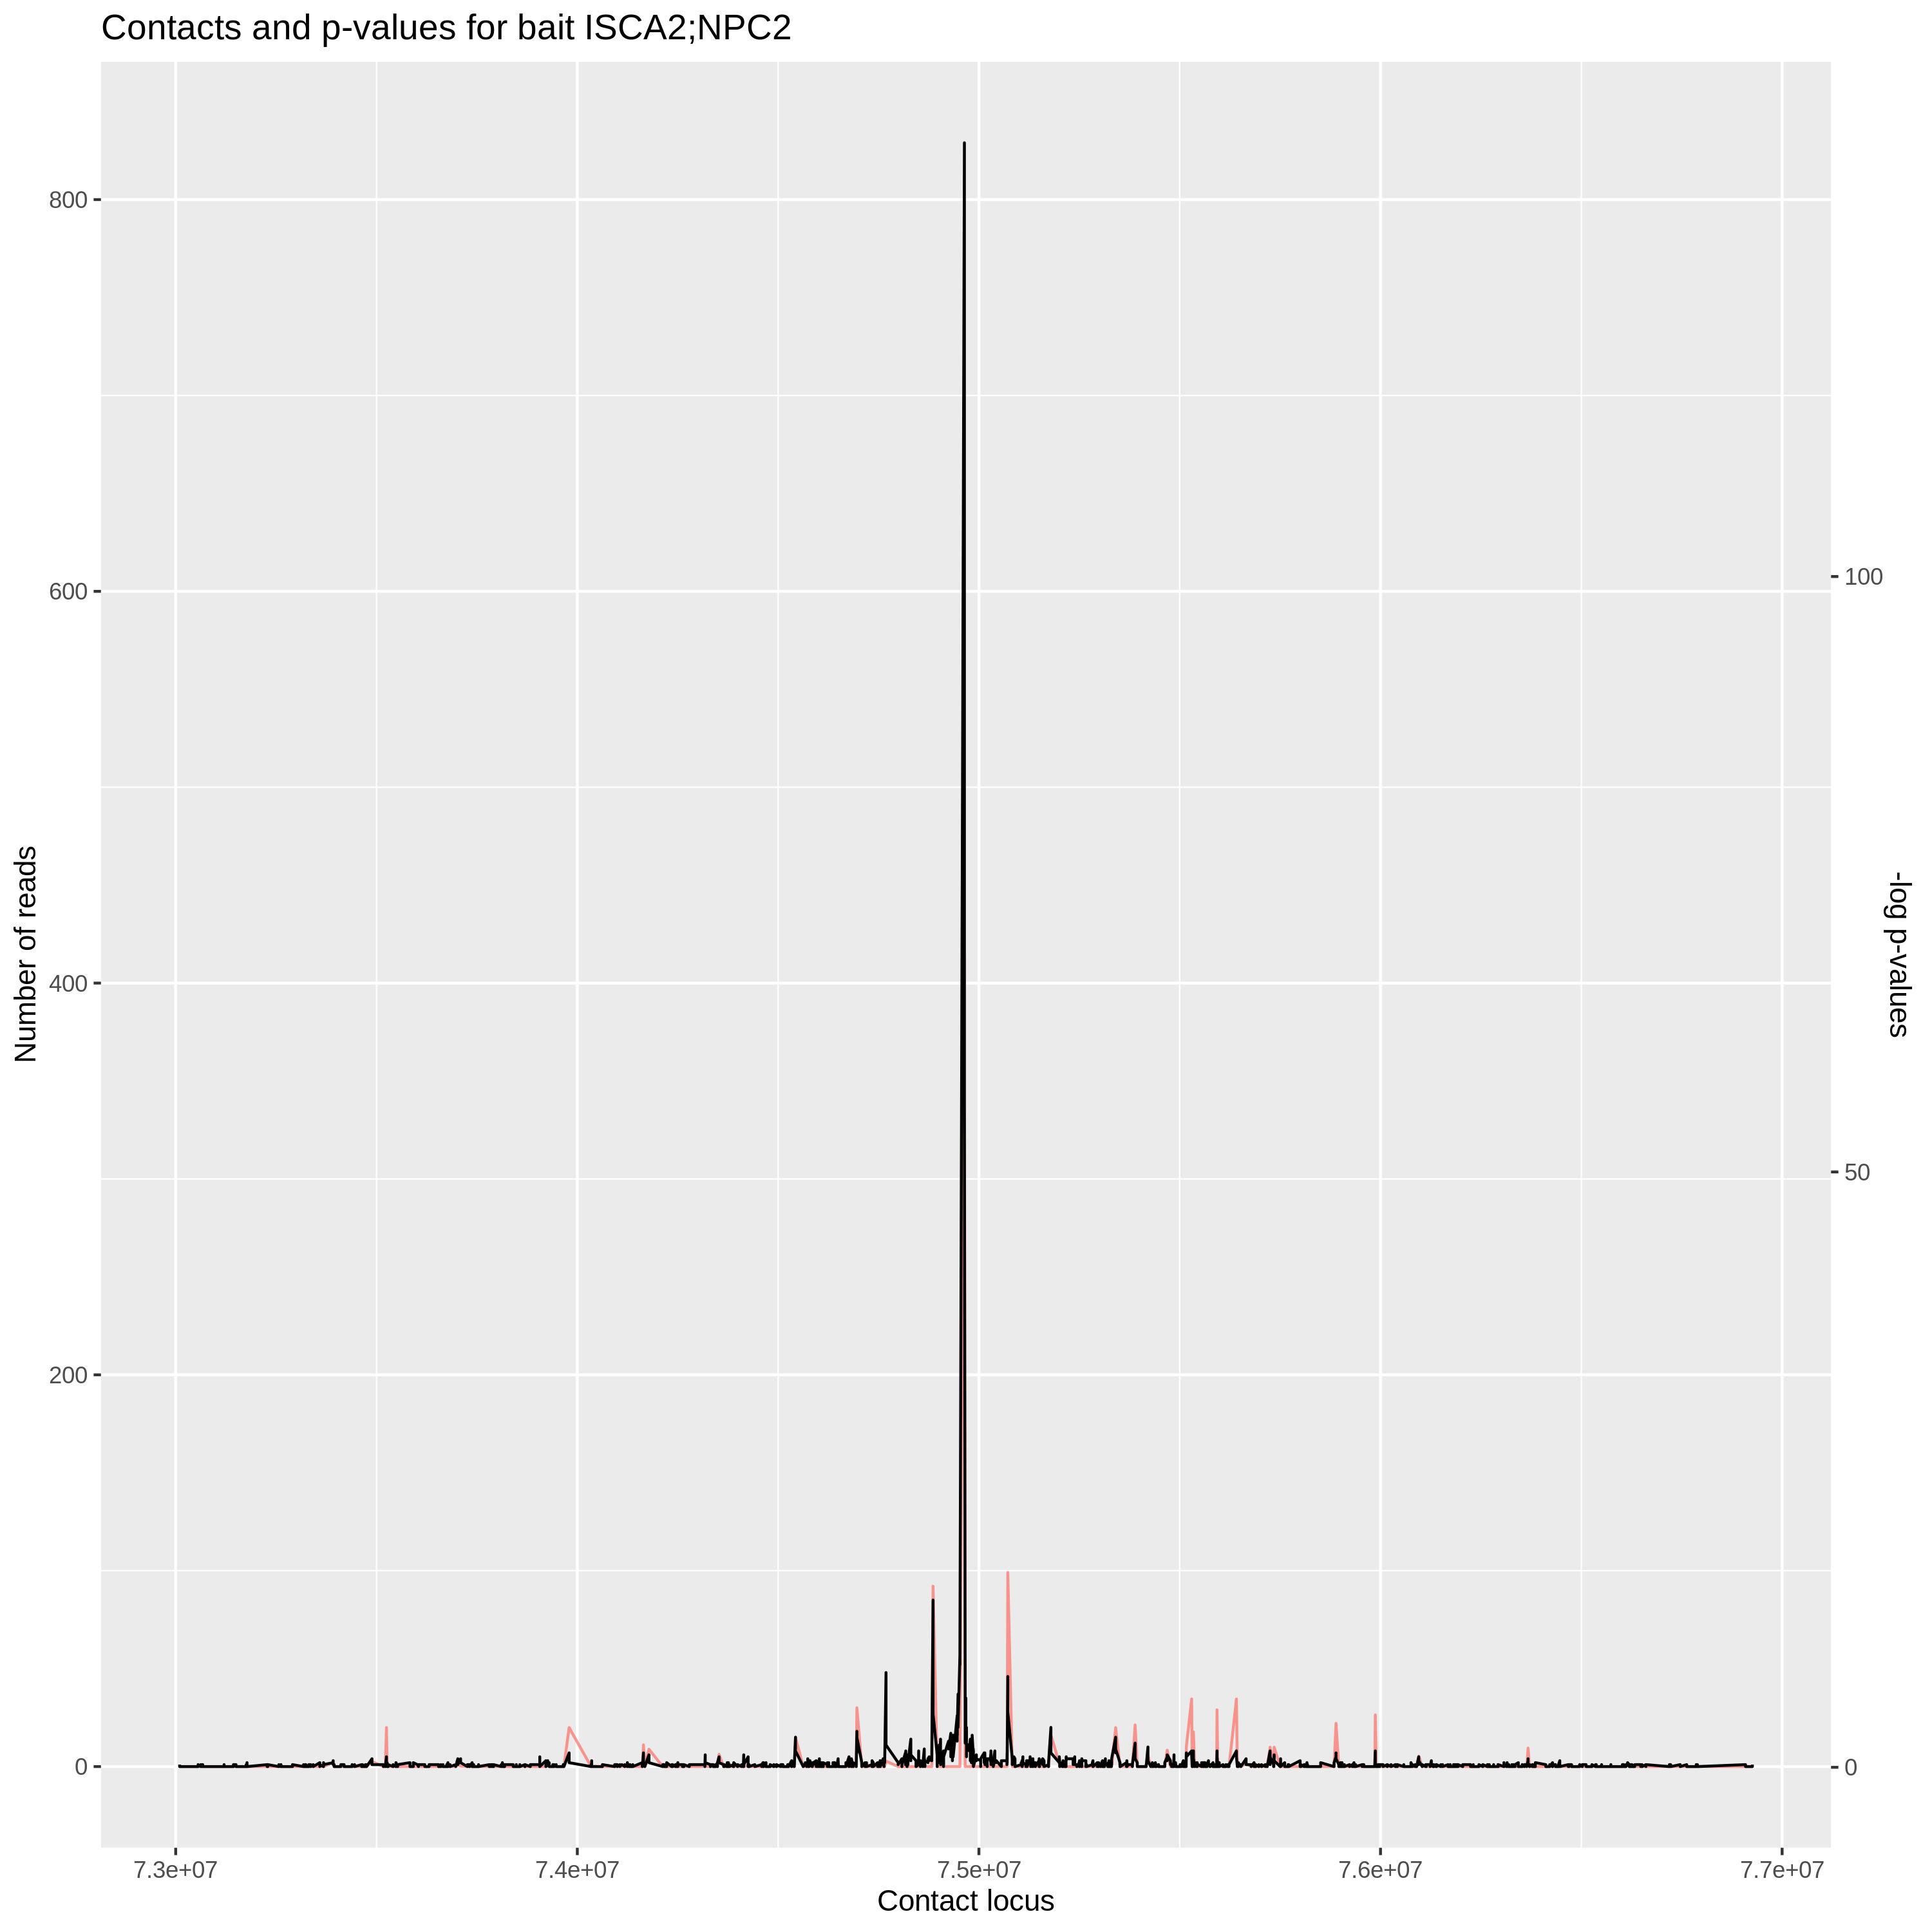 Contacts and p-values for bait ISCA2;NPC2
800
600
400
200
0
Number of reads
100
50
0
-log p-values
7.3e+07
7.4e+07
7.5e+07
7.6e+07
7.7e+07
Contact locus